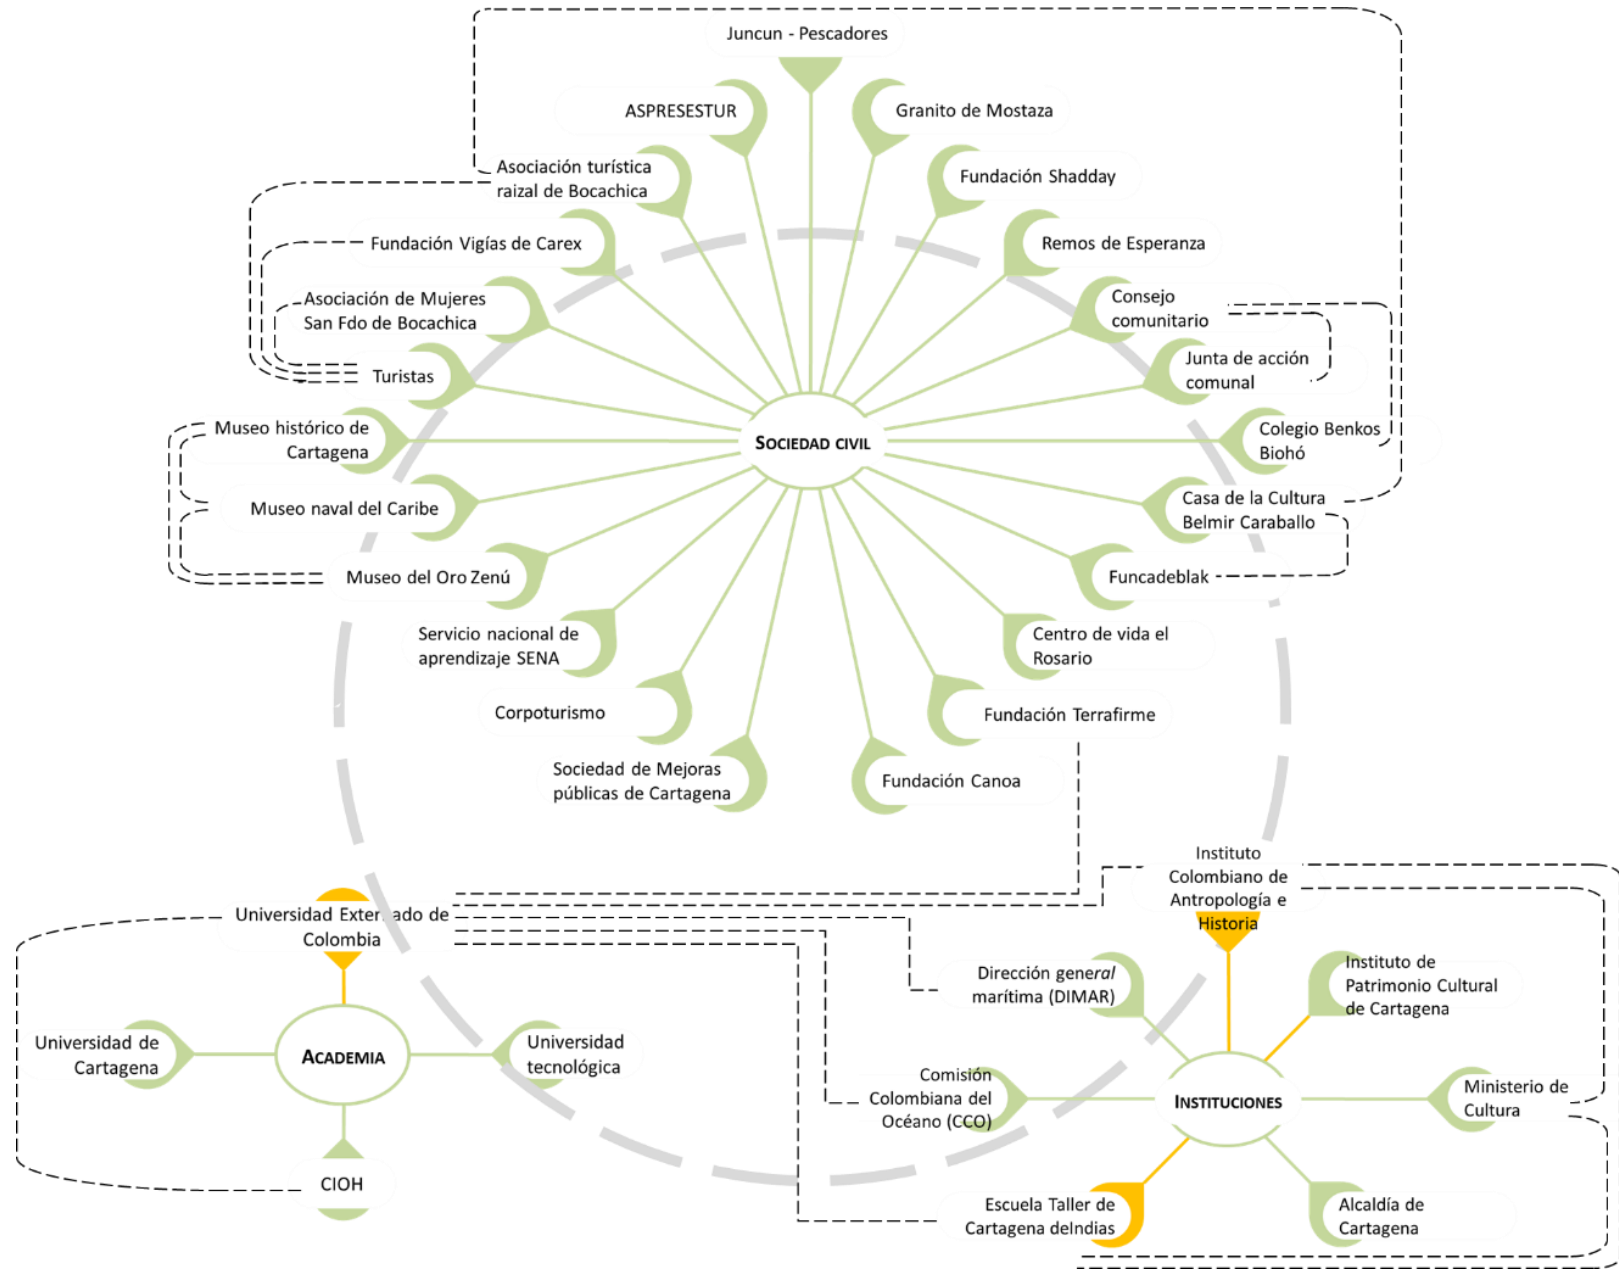 Juncun - Pescadores
ASPRESESTUR
Granito de Mostaza
Asociación turística
raizal de Bocachica
Fundación Shadday
Fundación Vigías de Carex
Remos de Esperanza
Asociación de Mujeres
San Fdo de Bocachica
Consejo
comunitario
Turistas
Junta de acción
comunal
Museo histórico de
Cartagena
SOCIEDAD CIVIL
Colegio Benkos
Biohó
Museo naval del Caribe
Casa de la Cultura
Belmir Caraballo
Museo del Oro Zenú
Funcadeblak
Servicio nacional de
aprendizaje SENA
Centro de vida el
Rosario
Corpoturismo
Fundación Terrafirme
Sociedad de Mejoras
públicas de Cartagena
Fundación Canoa
Universidad Externado de
Colombia
Universidad de
Cartagena
ACADEMIA
Universidad
tecnológica
CIOH
Instituto
Colombiano de
Antropología e
Historia
Dirección general
marítima (DIMAR)
Instituto de
Patrimonio Cultural
de Cartagena
Comisión
Colombiana del
Océano (CCO)
INSTITUCIONES
Ministerio de
Cultura
Escuela Taller de
Cartagena deIndias
Alcaldía de
Cartagena